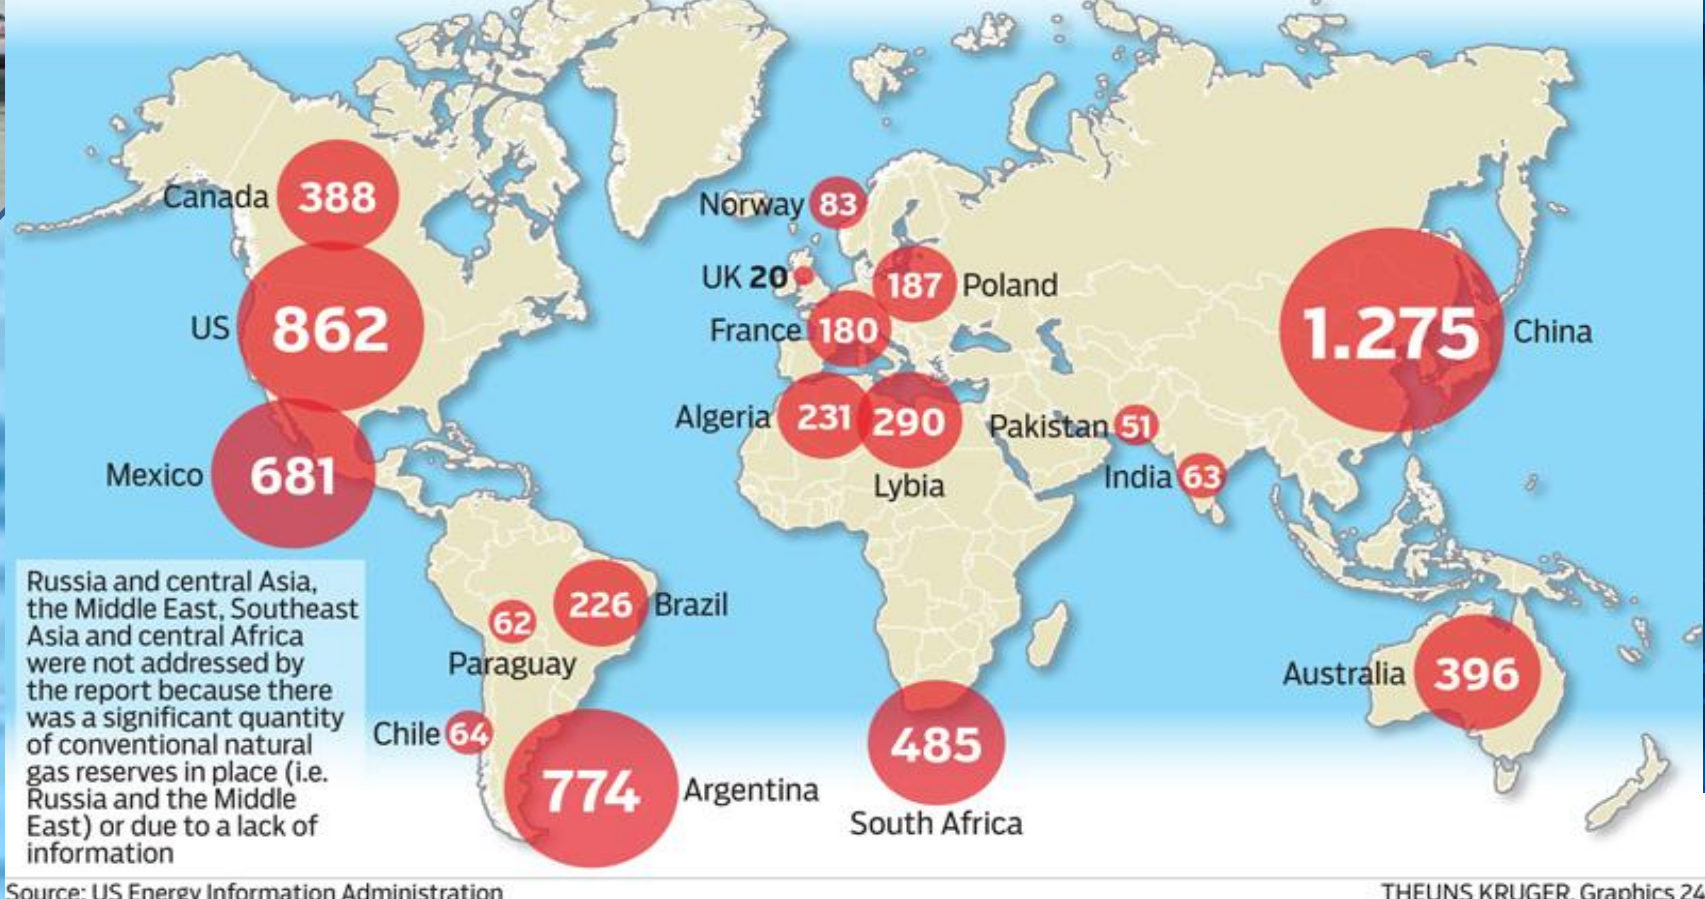 Canada 388
Norway 83
UK 20
187 Poland
US 862
France 180
1.275 China
Algeria 231
290
Lybia
Pakistan 51
India 63
Mexico 681
Russia and central Asia,
the Middle East, Southeast
Asia and central Africa
were not addressed by
the report because there
was a significant quantity
of conventional natural
gas reserves in place (i.e.
Russia and the Middle
East) or due to a lack of
information
226 Brazil
62
Paraguay
Chile 64
774 Argentina
485
South Africa
Australia 396
Source: US Energy Information Administration
THEUNS KRUGER, Graphics 24